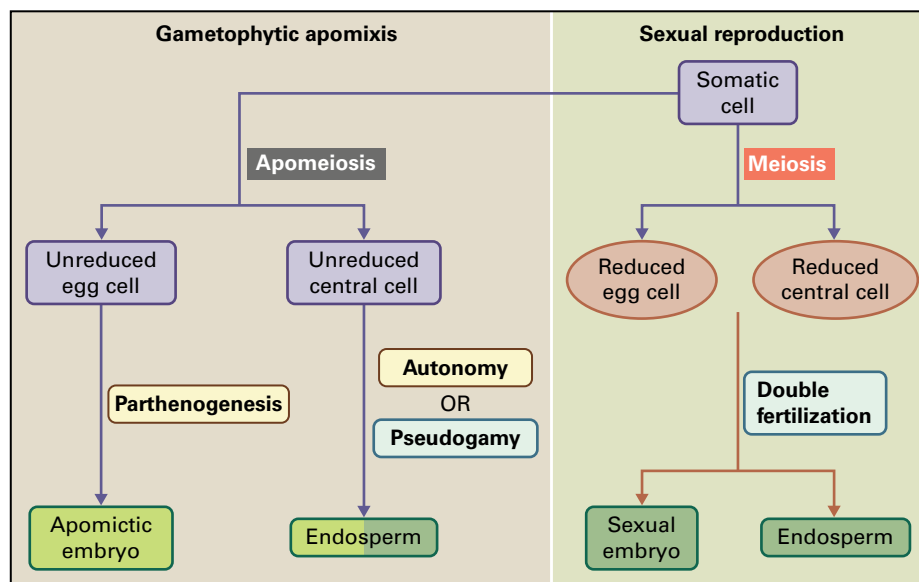 Gametophytic apomixis
Sexual reproduction
Somatic
cell
Apomeiosis
Meiosis
Unreduced
egg cell
Unreduced
central cell
Reduced
egg cell
Reduced
central cell
Parthenogenesis
Autonomy
OR
Pseudogamy
Double
fertilization
Apomictic
embryo
Endosperm
Sexual
embryo
Endosperm